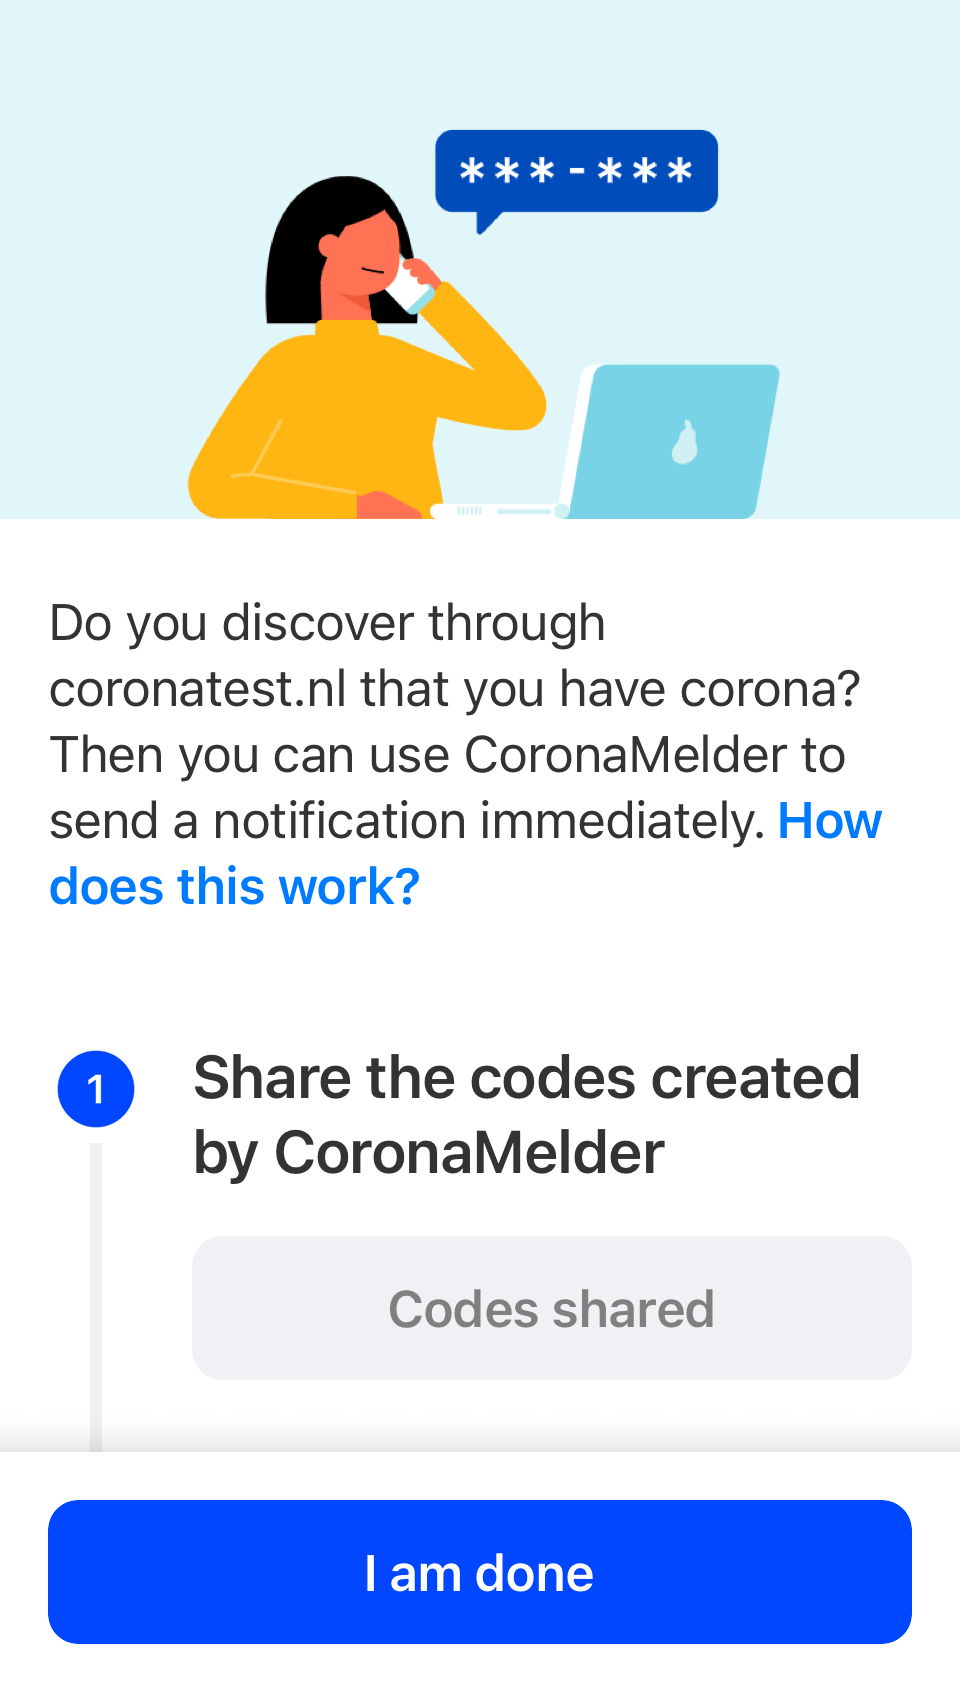 ***-***
Do you discover through
coronatest.nl that you have corona?
Then you can use CoronaMelder to
send a notification immediately. How
does this work?
1
Share the codes created
by CoronaMelder
Codes shared
I am done